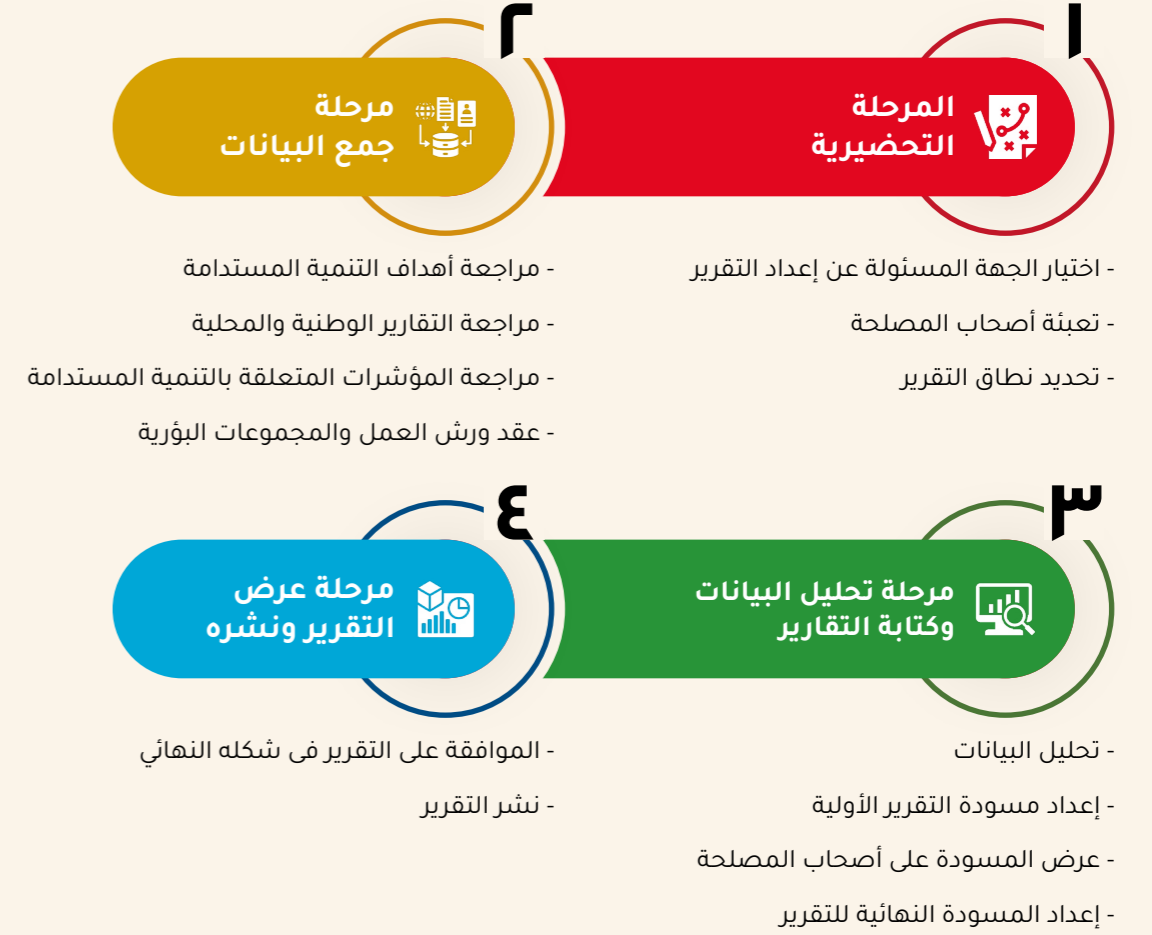 ١
المرحلة
التحضيرية
- اختيار الجهة المسئولة عن إعداد التقرير
- تعبئة أصحاب المصلحة
- تحديد نطاق التقرير
٢
مرحلة
جمع البيانات
- مراجعة أهداف التنمية المستدامة
- مراجعة التقارير الوطنية والمحلية
- مراجعة المؤشرات المتعلقة بالتنمية المستدامة
- عقد ورش العمل والمجموعات البؤرية
٣
مرحلة تحليل البيانات
وكتابة التقارير
- تحليل البيانات
- إعداد مسودة التقرير الأولية
- عرض المسودة على أصحاب المصلحة
- إعداد المسودة النهائية للتقرير
٤
مرحلة عرض
التقرير ونشره
- الموافقة على التقرير فى شكله النهائي
- نشر التقرير